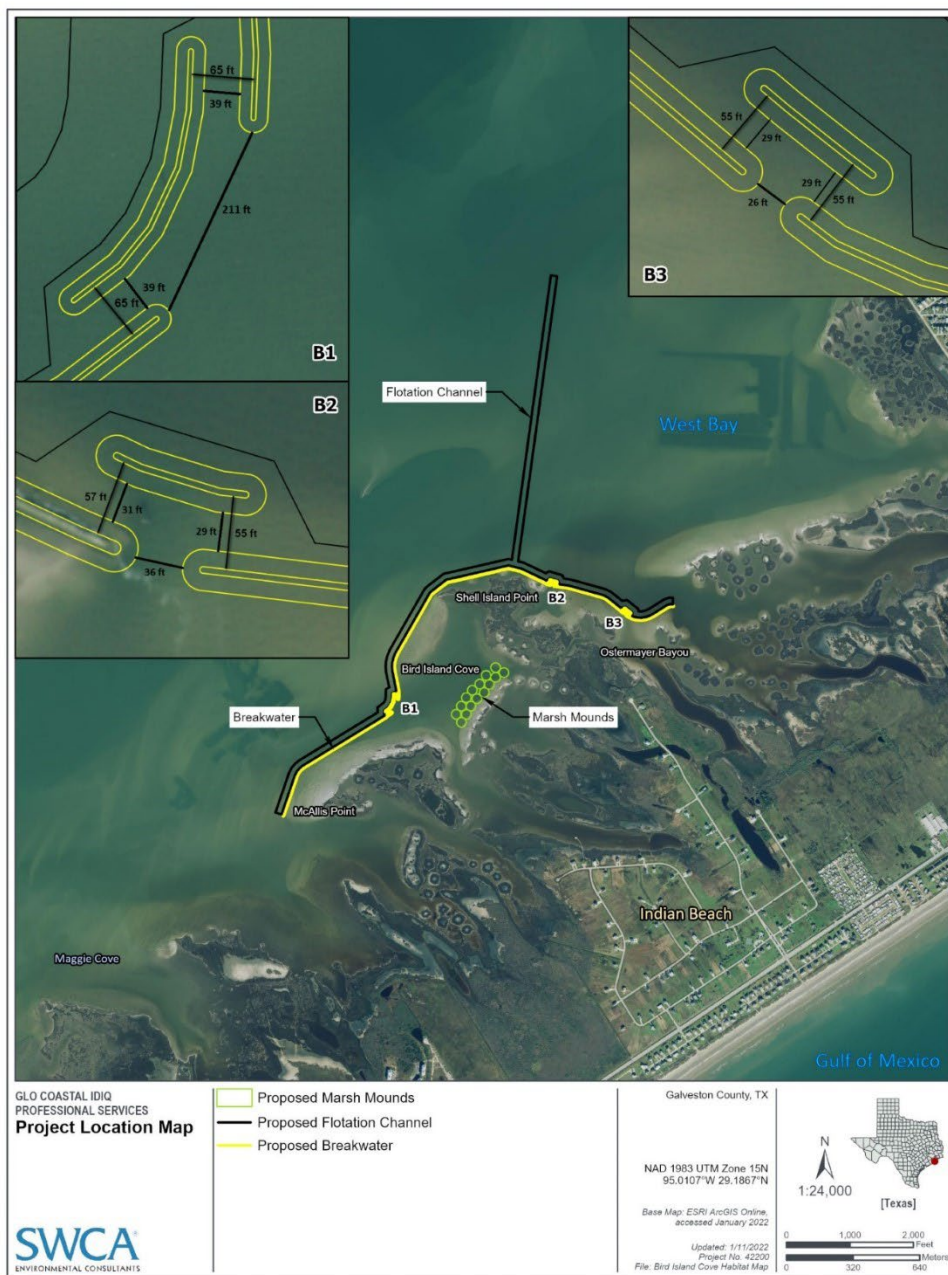 65 ft
39 ft
211 ft
39 ft
65 ft
B1
55 ft
29 ft
29 ft
55 ft
26 ft
B3
B2
57 ft
31 ft
29 ft
55 ft
36 ft
Flotation Channel
West Bay
Shell Island Point
B2
B3
Ostermayer Bayou
Bird Island Cove
B1
Breakwater
Marsh Mounds
McAllis Point
Indian Beach
Maggie Cove
Gulf of Mexico
GLO COASTAL IDIQ
PROFESSIONAL SERVICES
Project Location Map
SWCA
ENVIRONMENTAL CONSULTANTS
Proposed Marsh Mounds
Proposed Flotation Channel
Proposed Breakwater
Galveston County, TX
NAD 1983 UTM Zone 15N
95.0107°W 29.1867°N
Base Map: ESRI ArcGIS Online,
accessed January 2022
Updated: 1/11/2022
Project No. 42200
File: Bird Island Cove Habitat Map
N
1:24,000
[Texas]
0 1,000 2,000
Feet
Meters
0 320 640